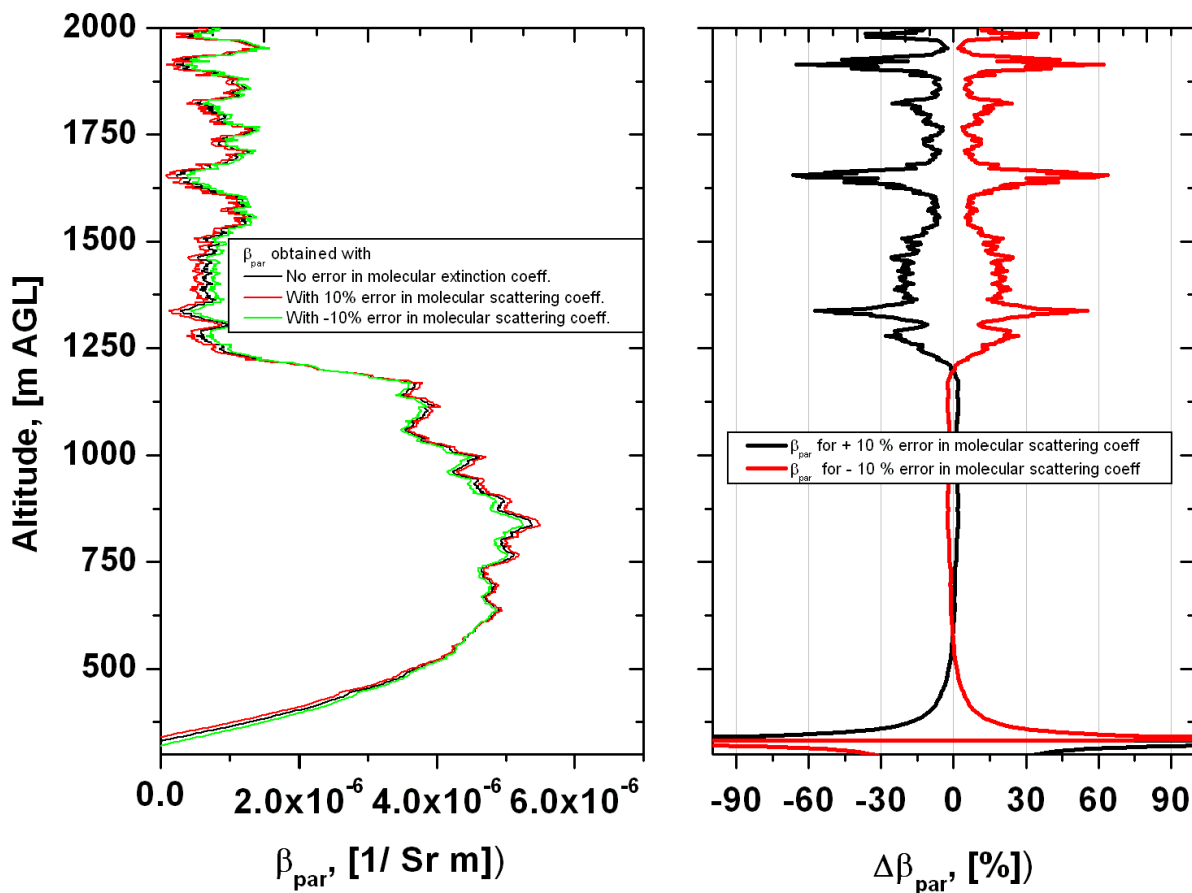 2000
1750
1500
1250
1000
750
500
Altitude, [m AGL]
β_par obtained with
No error in molecular extinction coeff.
With 10% error in molecular scattering coeff.
With -10% error in molecular scattering coeff.
0.0 2.0x10^-6 4.0x10^-6 6.0x10^-6
β_par, [1/ Sr m])
β_par for + 10 % error in molecular scattering coeff
β_par for - 10 % error in molecular scattering coeff
-90 -60 -30 0 30 60 90
Δβ_par, [%])